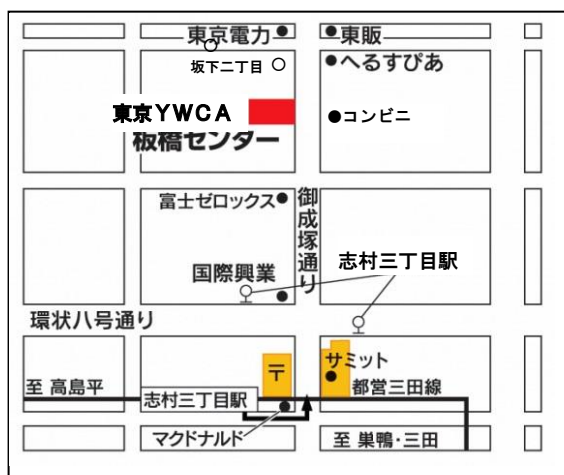 東京電力
東販
坂下二丁目
へるすぴあ
東京YWCA
板橋センター
コンビニ
富士ゼロックス
御成塚通り
国際興業
志村三丁目駅
環状八号通り
〒
サミット
至 高島平
志村三丁目駅
都営三田線
マクドナルド
至 巣鴨・三田